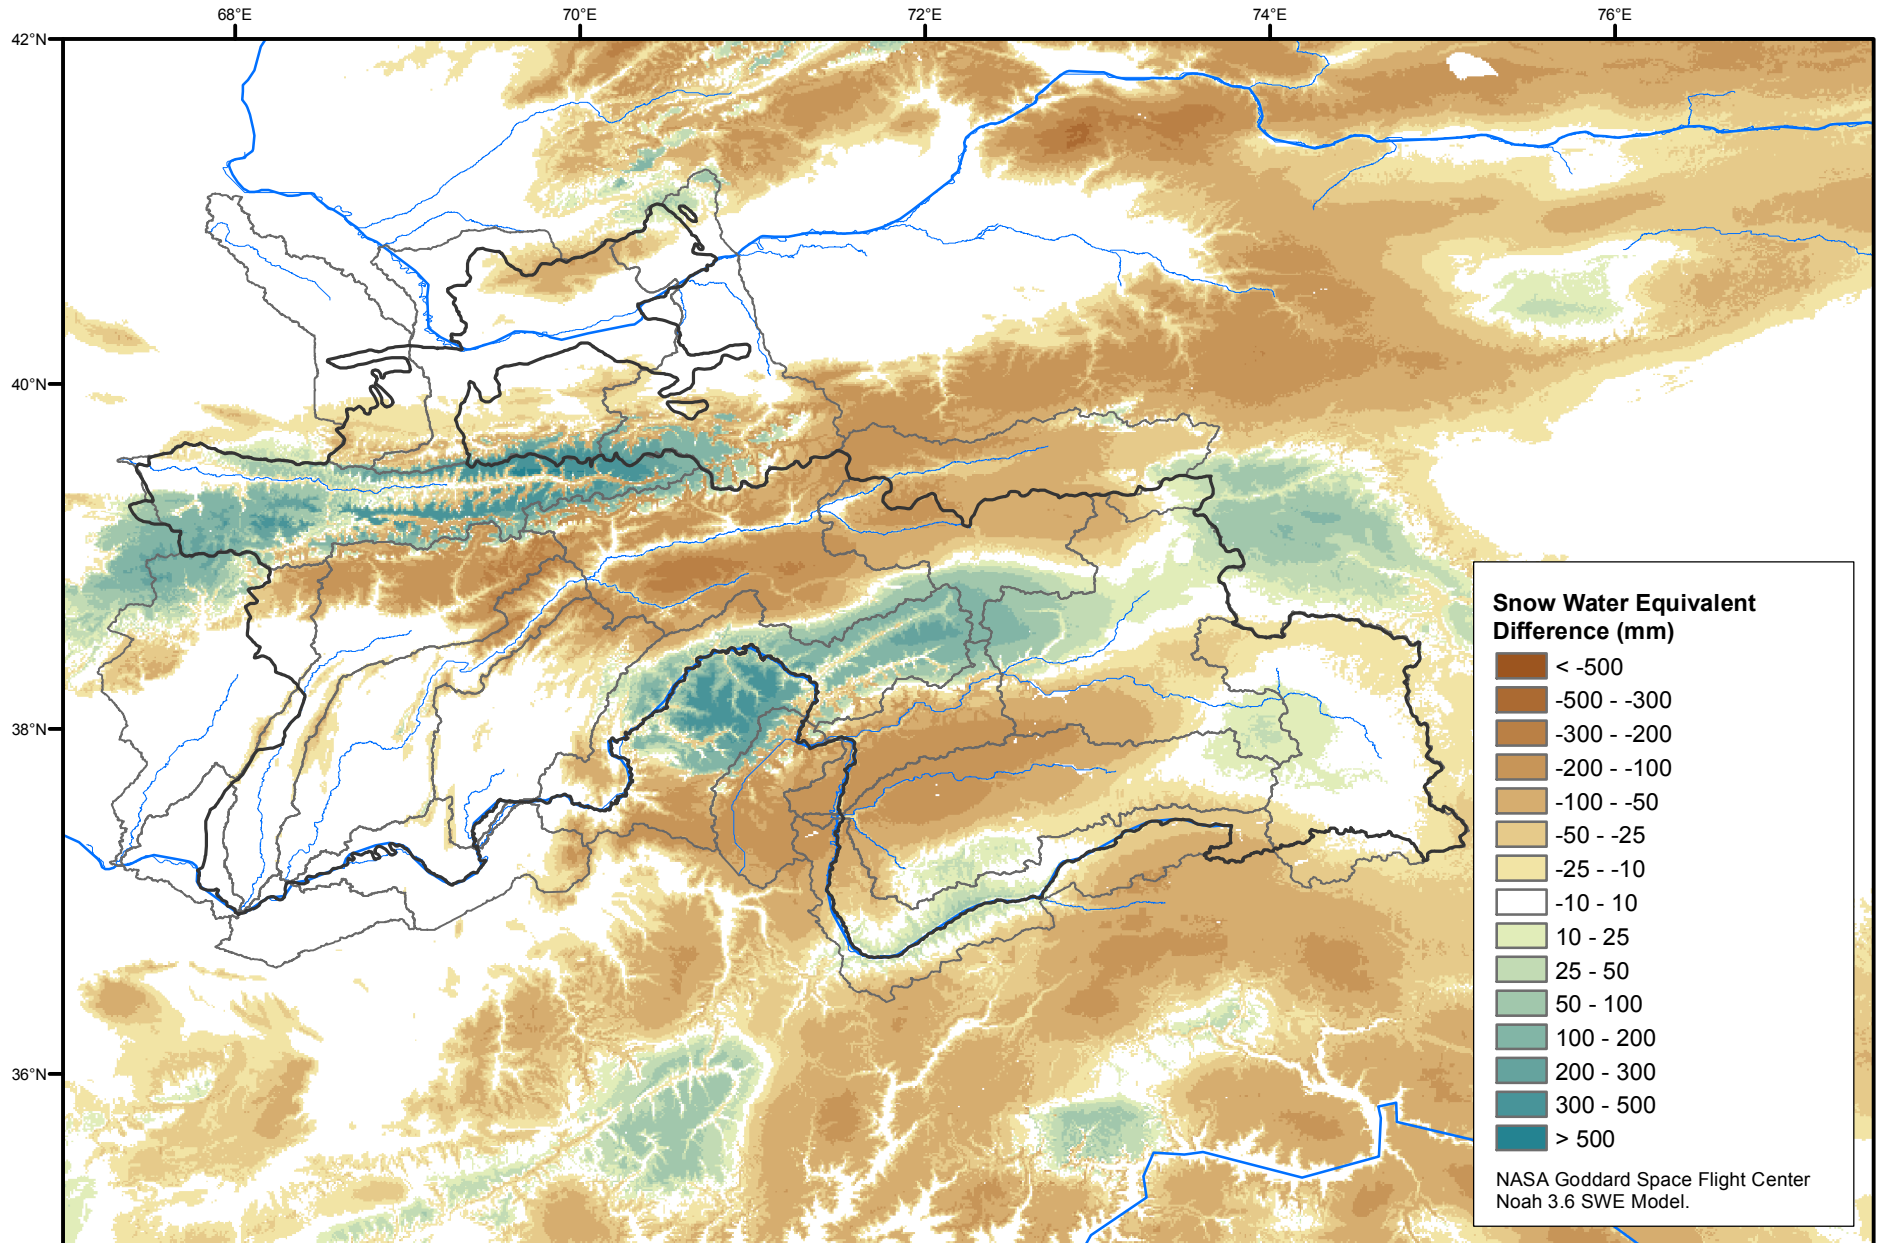 68°E
70°E
72°E
74°E
76°E
42°N
40°N
38°N
36°N
Snow Water Equivalent
Difference (mm)
< -500
-500 - -300
-300 - -200
-200 - -100
-100 - -50
-50 - -25
-25 - -10
-10 - 10
10 - 25
25 - 50
50 - 100
100 - 200
200 - 300
300 - 500
> 500
NASA Goddard Space Flight Center
Noah 3.6 SWE Model.